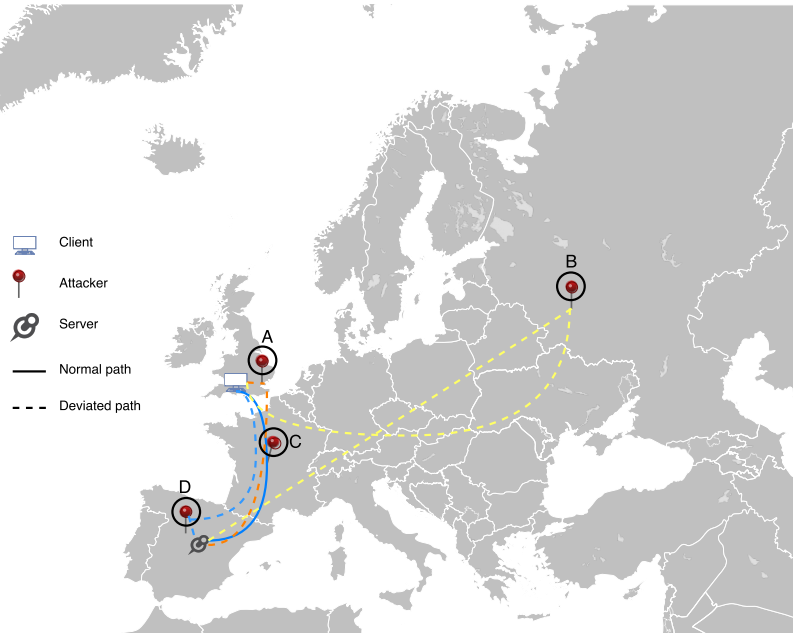 B
Client
Attacker
Server
A
Normal path
Deviated path
C
D